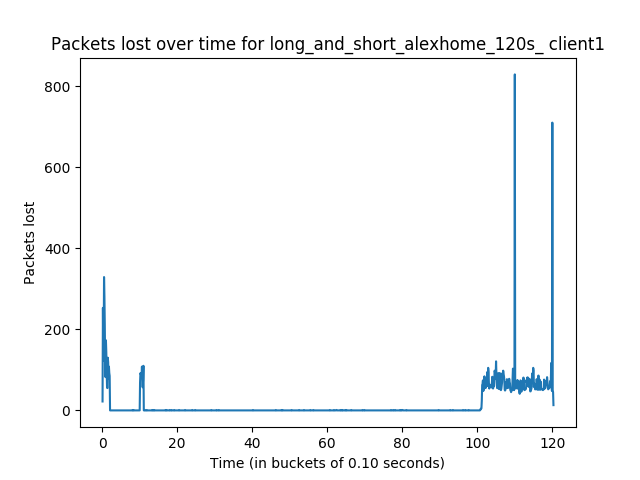 Packets lost over time for long_and_short_alexhome_120s_ client1
800
600
400
200
0
Packets lost
0 20 40 60 80 100 120
Time (in buckets of 0.10 seconds)